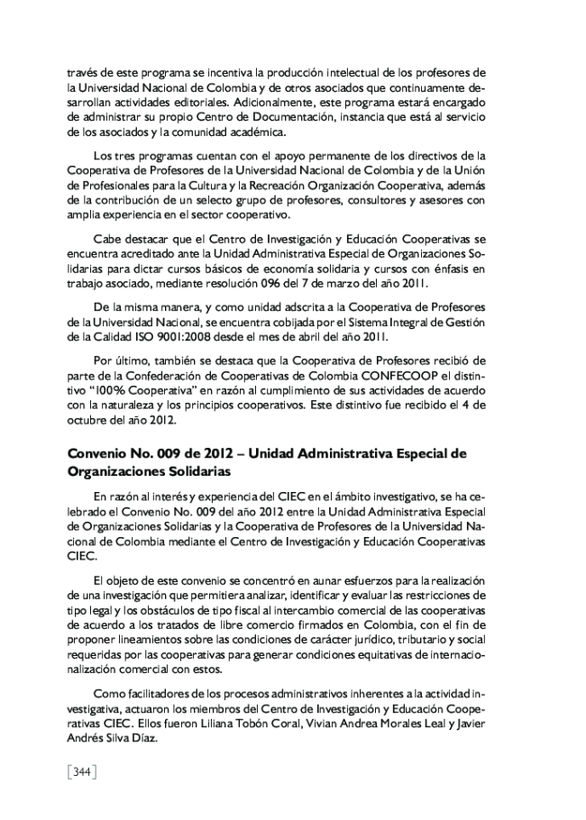 través de este programa se incentiva la producción intelectual de los profesores de
la Universidad Nacional de Colombia y de otros asociados que continuamente de-
sarrollan actividades editoriales. Adicionalmente, este programa estará encargado
de administrar su propio Centro de Documentación, instancia que está al servicio
de los asociados y la comunidad académica.
Los tres programas cuentan con el apoyo permanente de los directivos de la
Cooperativa de Profesores de la Universidad Nacional de Colombia y de la Unión
de Profesionales para la Cultura y la Recreación Organización Cooperativa, además
de la contribución de un selecto grupo de profesores, consultores y asesores con
amplia experiencia en el sector cooperativo.
Cabe destacar que el Centro de Investigación y Educación Cooperativas se
encuentra acreditado ante la Unidad Administrativa Especial de Organizaciones So-
lidarias para dictar cursos básicos de economía solidaria y cursos con énfasis en
trabajo asociado, mediante resolución 096 del 7 de marzo del año 2011.
De la misma manera, y como unidad adscrita a la Cooperativa de Profesores
de la Universidad Nacional, se encuentra cobijada por el Sistema Integral de Gestión
de la Calidad ISO 9001:2008 desde el mes de abril del año 2011.
Por último, también se destaca que la Cooperativa de Profesores recibió de
parte de la Confederación de Cooperativas de Colombia CONFECOOP el distin-
tivo “100% Cooperativa” en razón al cumplimiento de sus actividades de acuerdo
con la naturaleza y los principios cooperativos. Este distintivo fue recibido el 4 de
octubre del año 2012.
Convenio No. 009 de 2012 – Unidad Administrativa Especial de
Organizaciones Solidarias
En razón al interés y experiencia del CIEC en el ámbito investigativo, se ha ce-
lebrado el Convenio No. 009 del año 2012 entre la Unidad Administrativa Especial
de Organizaciones Solidarias y la Cooperativa de Profesores de la Universidad Na-
cional de Colombia mediante el Centro de Investigación y Educación Cooperativas
CIEC.
El objeto de este convenio se concentró en aunar esfuerzos para la realización
de una investigación que permitiera analizar, identificar y evaluar las restricciones de
tipo legal y los obstáculos de tipo fiscal al intercambio comercial de las cooperativas
de acuerdo a los tratados de libre comercio firmados en Colombia, con el fin de
proponer lineamientos sobre las condiciones de carácter jurídico, tributario y social
requeridas por las cooperativas para generar condiciones equitativas de internacio-
nalización comercial con estos.
Como facilitadores de los procesos administrativos inherentes a la actividad in-
vestigativa, actuaron los miembros del Centro de Investigación y Educación Coope-
rativas CIEC. Ellos fueron Liliana Tobón Coral, Vivian Andrea Morales Leal y Javier
Andrés Silva Díaz.
[344]